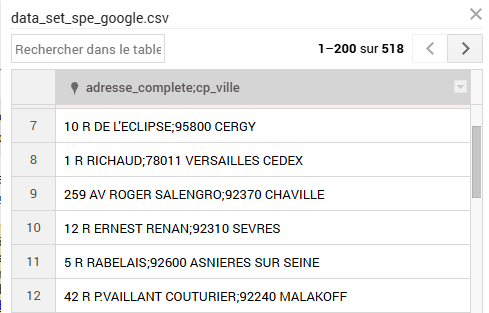 data_set_spe_google.csv
Rechercher dans le table
1–200 sur 518
adresse_complete;cp_ville
7 10 R DE L'ECLIPSE;95800 CERGY
8 1 R RICHAUD;78011 VERSAILLES CEDEX
9 259 AV ROGER SALENGRO;92370 CHAVILLE
10 12 R ERNEST RENAN;92310 SEVRES
11 5 R RABELAIS;92600 ASNIERES SUR SEINE
12 42 R P.VAILLANT COUTURIER;92240 MALAKOFF